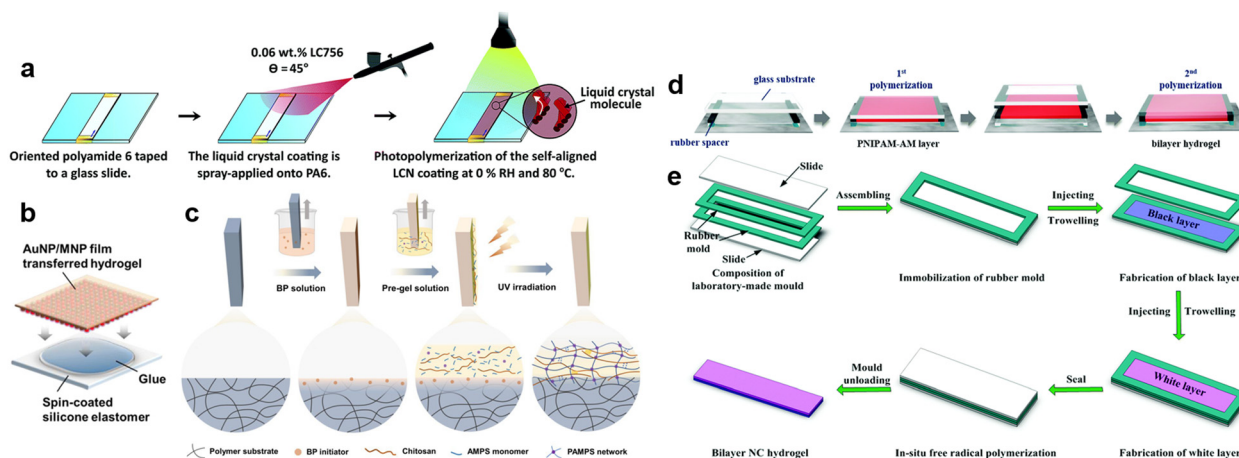 a
0.06 wt.% LC756
Θ = 45°
Liquid crystal
molecule
Oriented polyamide 6 taped
to a glass slide.
The liquid crystal coating is
spray-applied onto PA6.
Photopolymerization of the self-aligned
LCN coating at 0 % RH and 80 °C.
b
AuNP/MNP film
transferred hydrogel
Glue
Spin-coated
silicone elastomer
c
BP solution
Pre-gel solution
UV irradiation
Polymer substrate
BP initiator
Chitosan
AMPS monomer
PAMPS network
d
glass substrate
rubber spacer
1st
polymerization
PNIPAM-AM layer
2nd
polymerization
bilayer hydrogel
e
Slide
Rubber
mold
Slide
Composition of
laboratory-made mould
Assembling
Immobilization of rubber mold
Injecting
Trowelling
Black layer
Fabrication of black layer
Injecting
Trowelling
White layer
Fabrication of white layer
Seal
In-situ free radical polymerization
Mould
unloading
Bilayer NC hydrogel